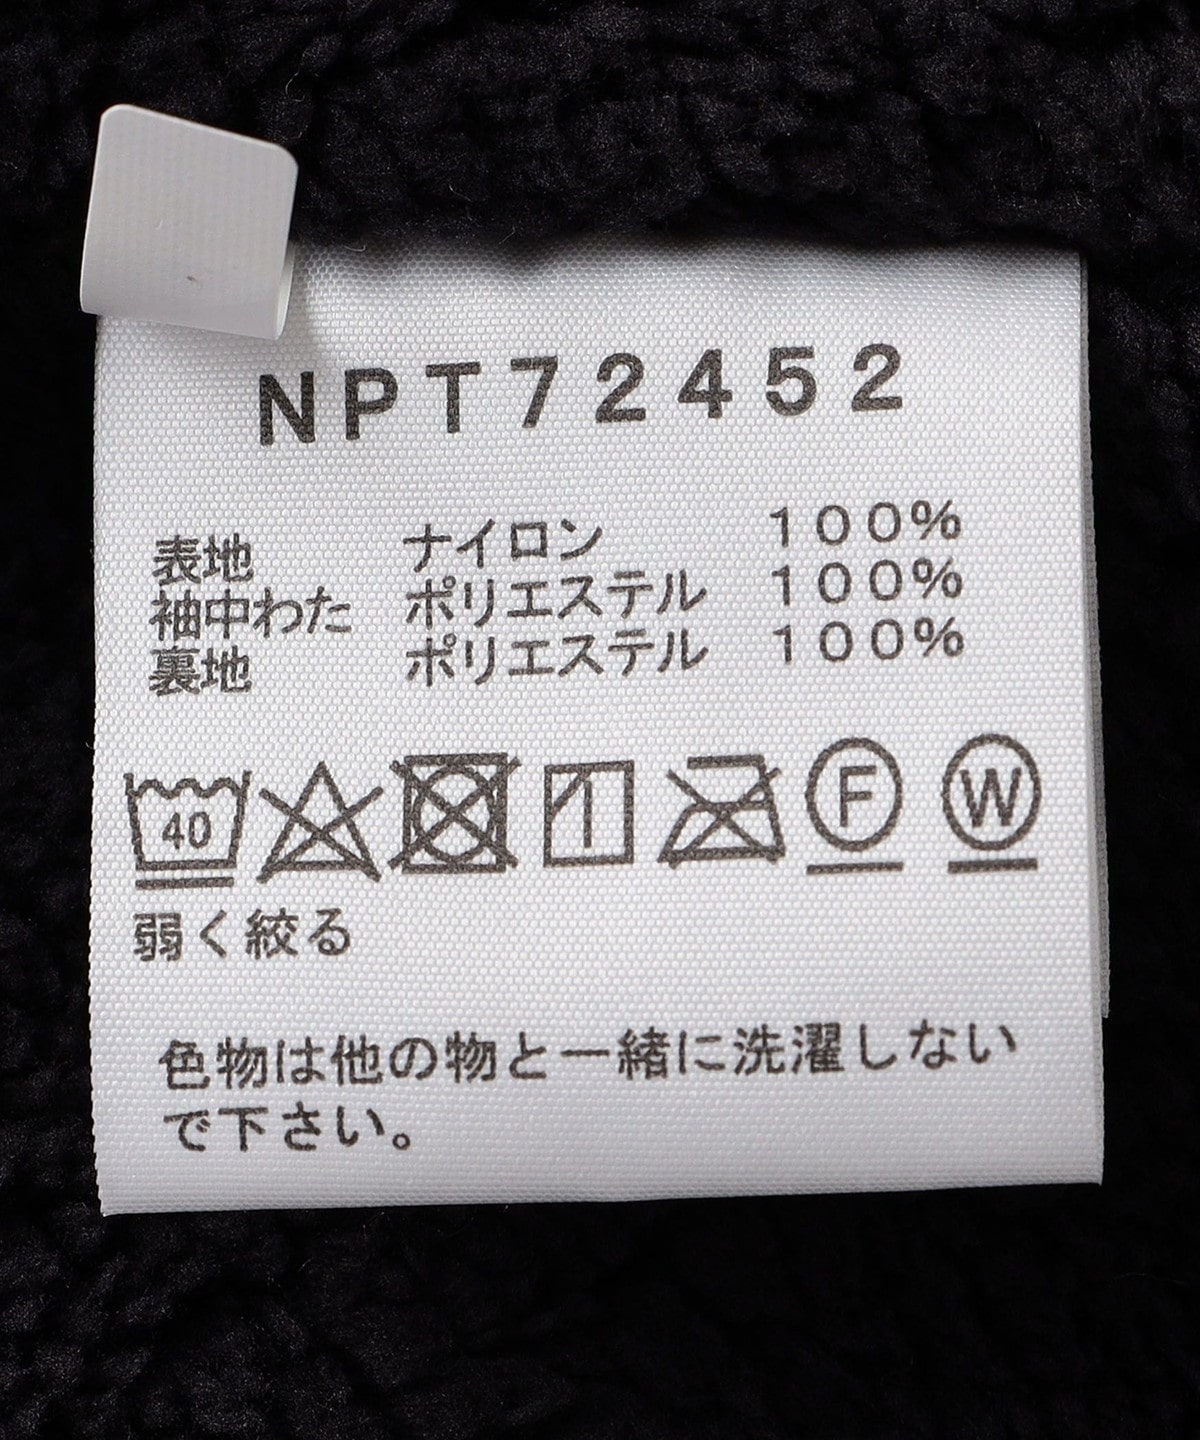 NPT72452
表地 ナイロン 100%
袖中わた ポリエステル 100%
裏地 ポリエステル 100%
40 F W
弱く絞る
色物は他の物と一緒に洗濯しない
で下さい。